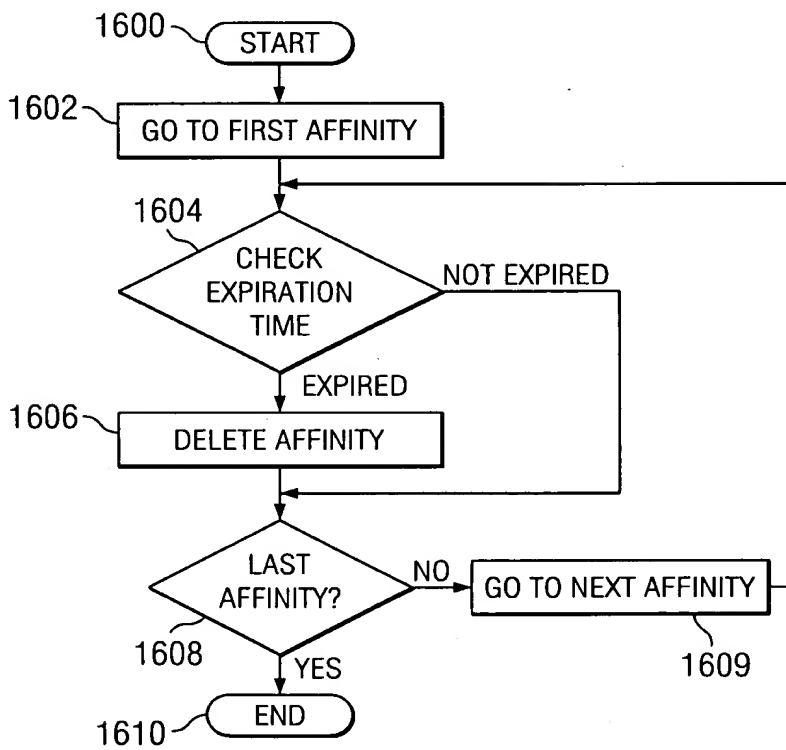 1600
START
1602
GO TO FIRST AFFINITY
1604
CHECK
EXPIRATION
TIME
NOT EXPIRED
EXPIRED
1606
DELETE AFFINITY
LAST
AFFINITY?
NO
GO TO NEXT AFFINITY
1608
1609
YES
1610
END